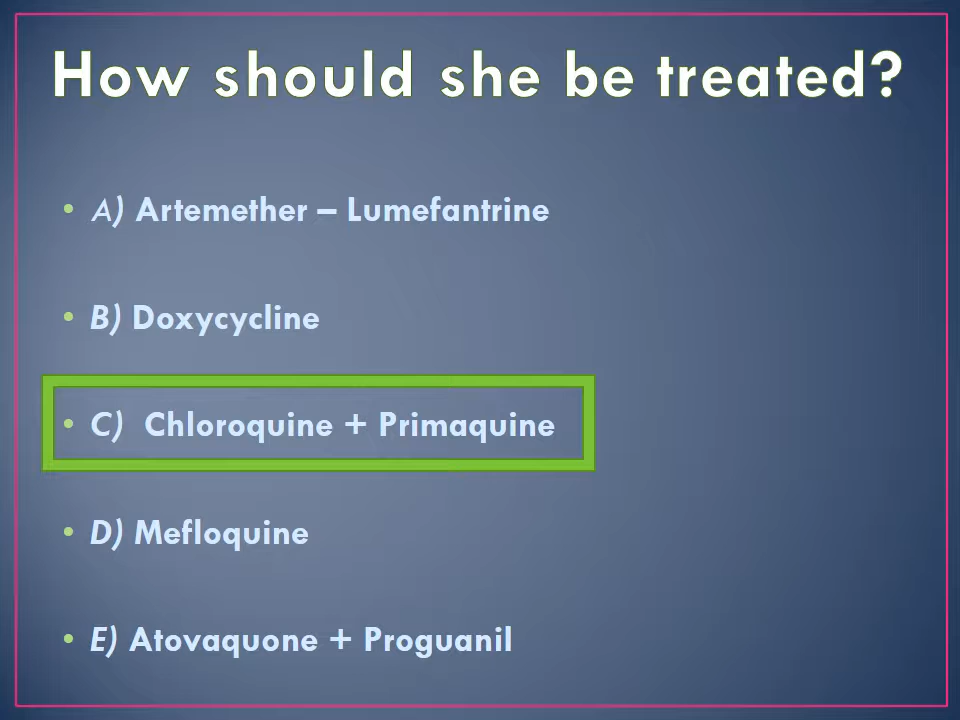 How should she be treated?
• A) Artemether – Lumefantrine
• B) Doxycycline
• C) Chloroquine + Primaquine
• D) Mefloquine
• E) Atovaquone + Proguanil